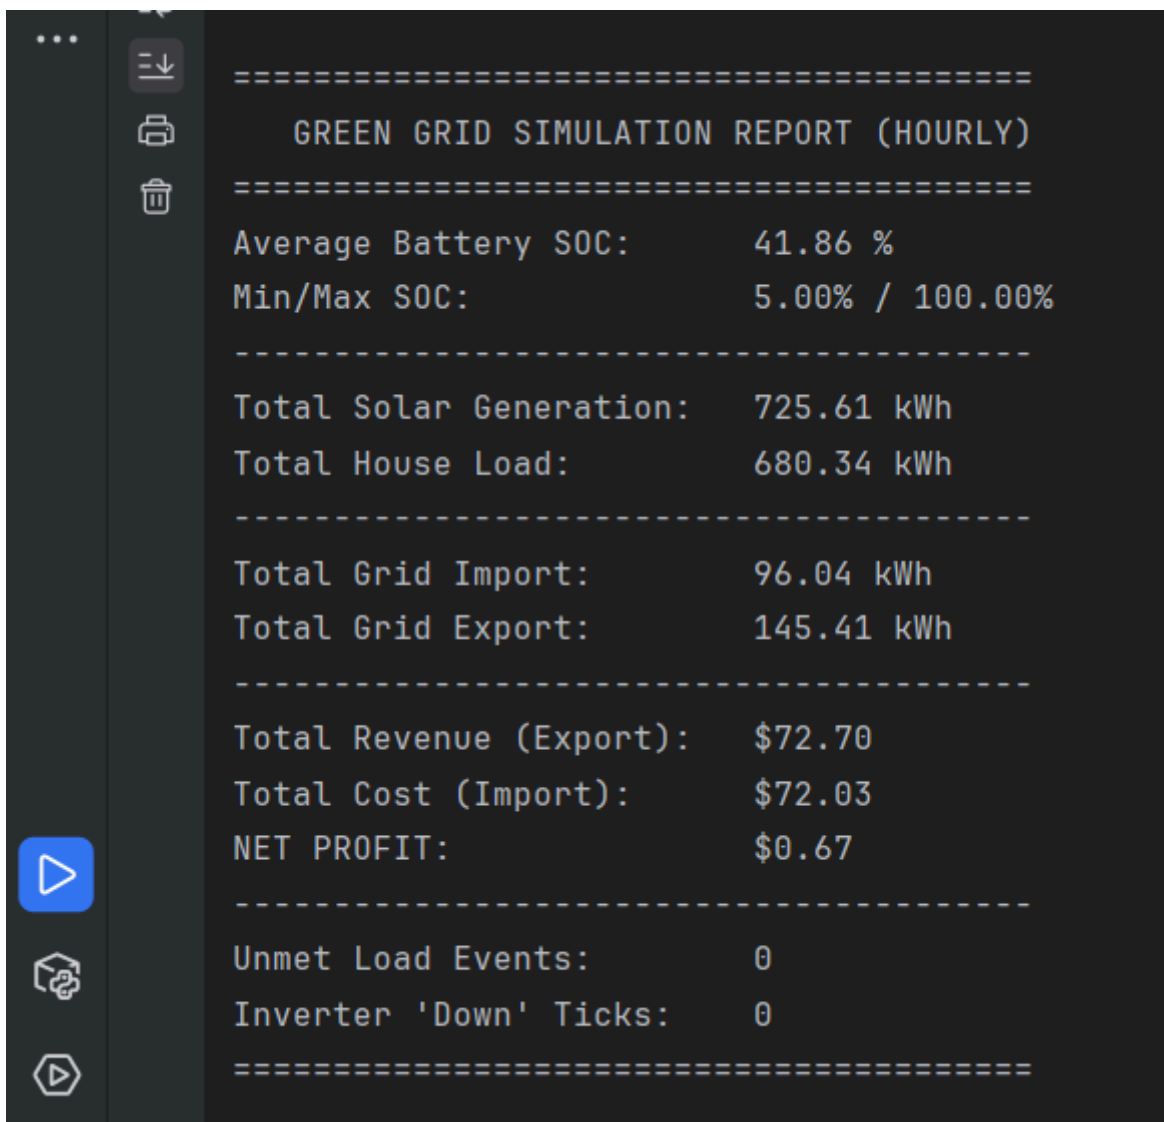 ========================================
   GREEN GRID SIMULATION REPORT (HOURLY)
========================================
Average Battery SOC:      41.86 %
Min/Max SOC:              5.00% / 100.00%
----------------------------------------
Total Solar Generation:   725.61 kWh
Total House Load:         680.34 kWh
----------------------------------------
Total Grid Import:        96.04 kWh
Total Grid Export:        145.41 kWh
----------------------------------------
Total Revenue (Export):   $72.70
Total Cost (Import):      $72.03
NET PROFIT:               $0.67
----------------------------------------
Unmet Load Events:        0
Inverter 'Down' Ticks:    0
========================================